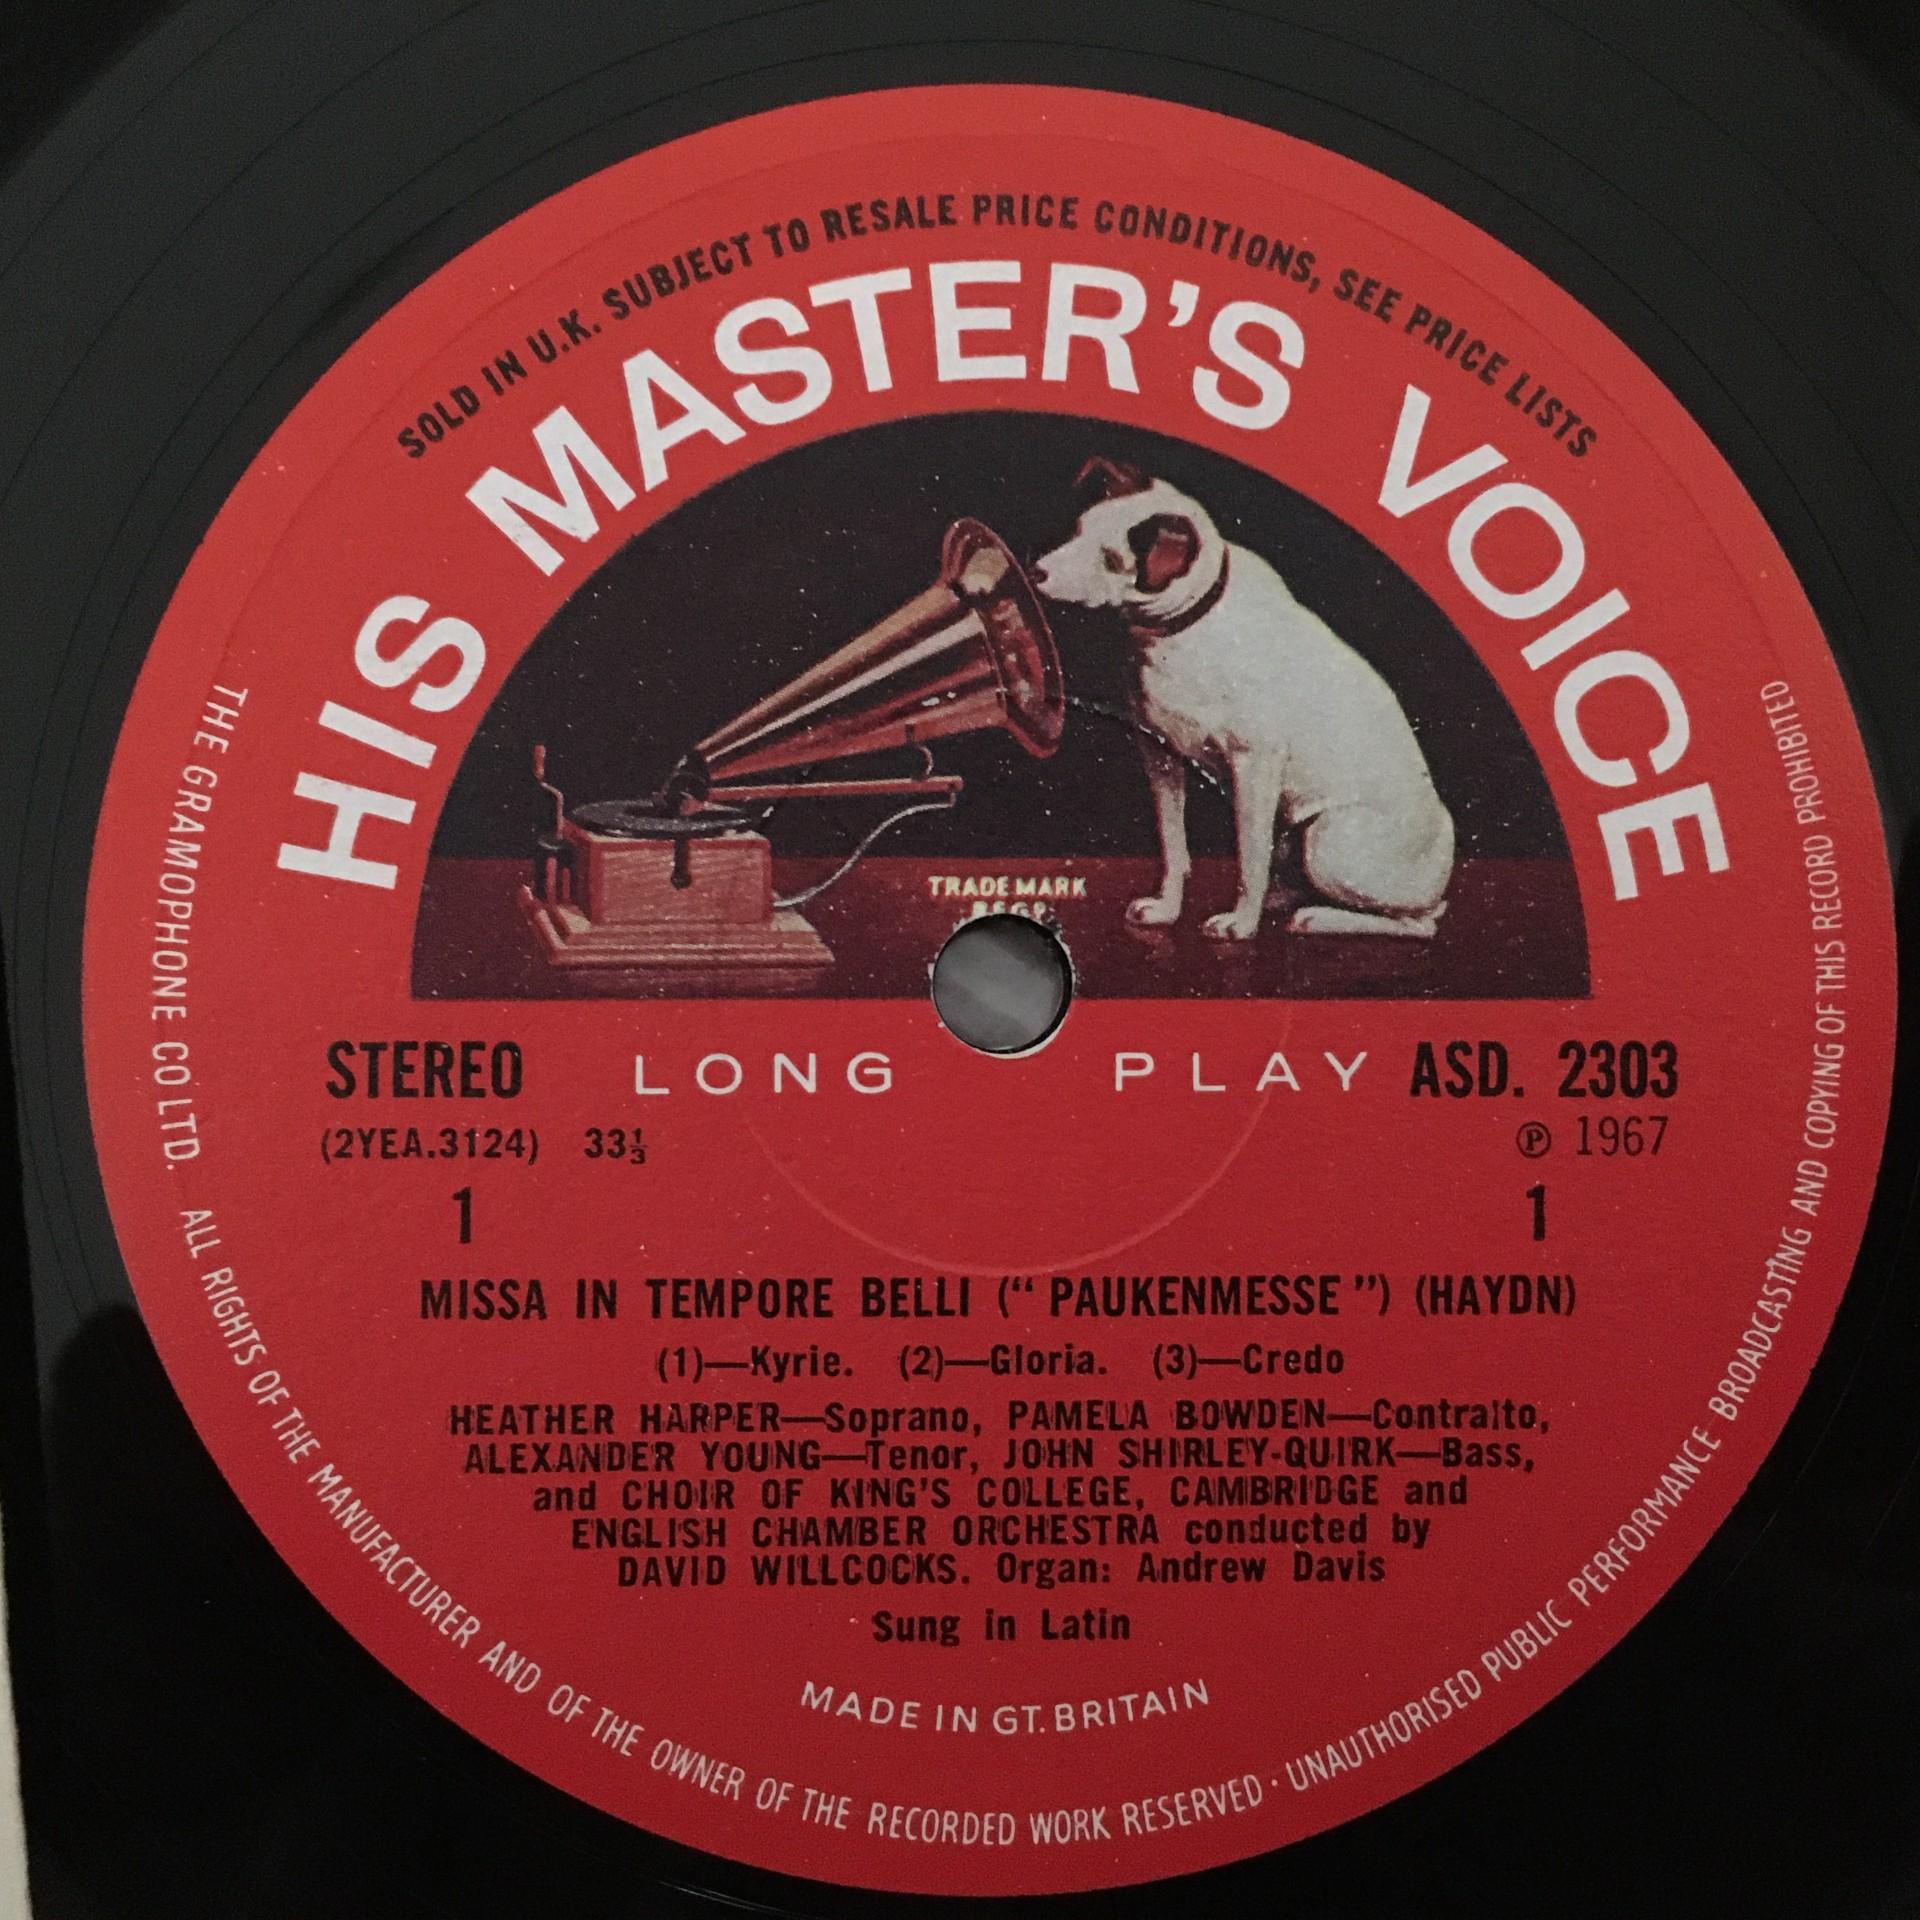 SOLD IN U.K. SUBJECT TO RESALE PRICE CONDITIONS, SEE PRICE LISTS
HIS MASTER'S VOICE
TRADE MARK
STEREO LONG PLAY ASD. 2303
(2YEA.3124) 33⅓ ℗ 1967
1 1
MISSA IN TEMPORE BELLI (“PAUKENMESSE”) (HAYDN)
(1)—Kyrie. (2)—Gloria. (3)—Credo
HEATHER HARPER—Soprano, PAMELA BOWDEN—Contralto,
ALEXANDER YOUNG—Tenor, JOHN SHIRLEY-QUIRK—Bass,
and CHOIR OF KING'S COLLEGE, CAMBRIDGE and
ENGLISH CHAMBER ORCHESTRA conducted by
DAVID WILLCOCKS. Organ: Andrew Davis
Sung in Latin
MADE IN GT. BRITAIN
THE GRAMOPHONE CO LTD. ALL RIGHTS OF THE MANUFACTURER AND OF THE OWNER OF THE RECORDED WORK RESERVED · UNAUTHORISED PUBLIC PERFORMANCE BROADCASTING AND COPYING OF THIS RECORD PROHIBITED